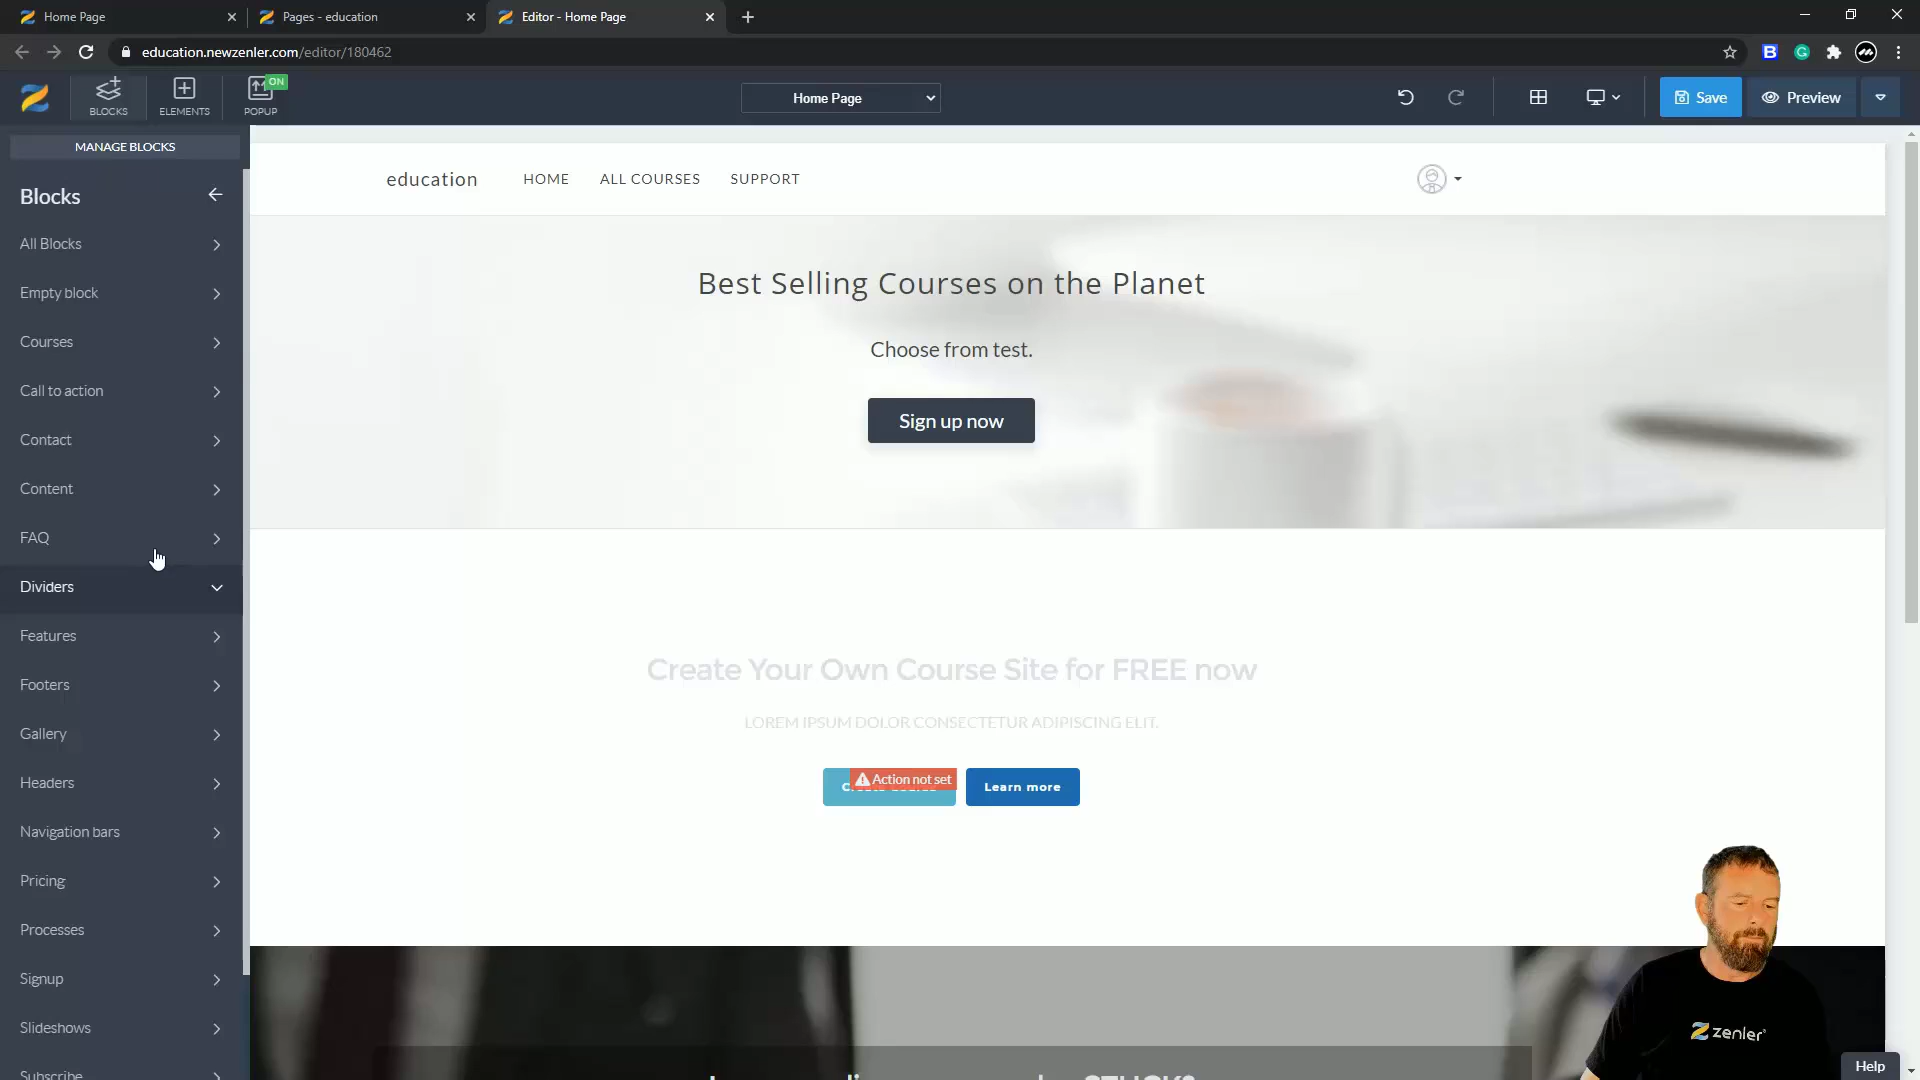 Home Page
Pages - education
Editor - Home Page
education.newzenler.com/editor/180462
BLOCKS
ELEMENTS
ON
POPUP
Home Page
Save
Preview
MANAGE BLOCKS
Blocks
All Blocks
Empty block
Courses
Call to action
Contact
Content
FAQ
Dividers
Features
Footers
Gallery
Headers
Navigation bars
Pricing
Processes
Signup
Slideshows
Subscribe
education
HOME
ALL COURSES
SUPPORT
Best Selling Courses on the Planet
Choose from test.
Sign up now
Create Your Own Course Site for FREE now
LOREM IPSUM DOLOR CONSECTETUR ADIPISCING ELIT.
Action not set
Learn more
zenler
Help